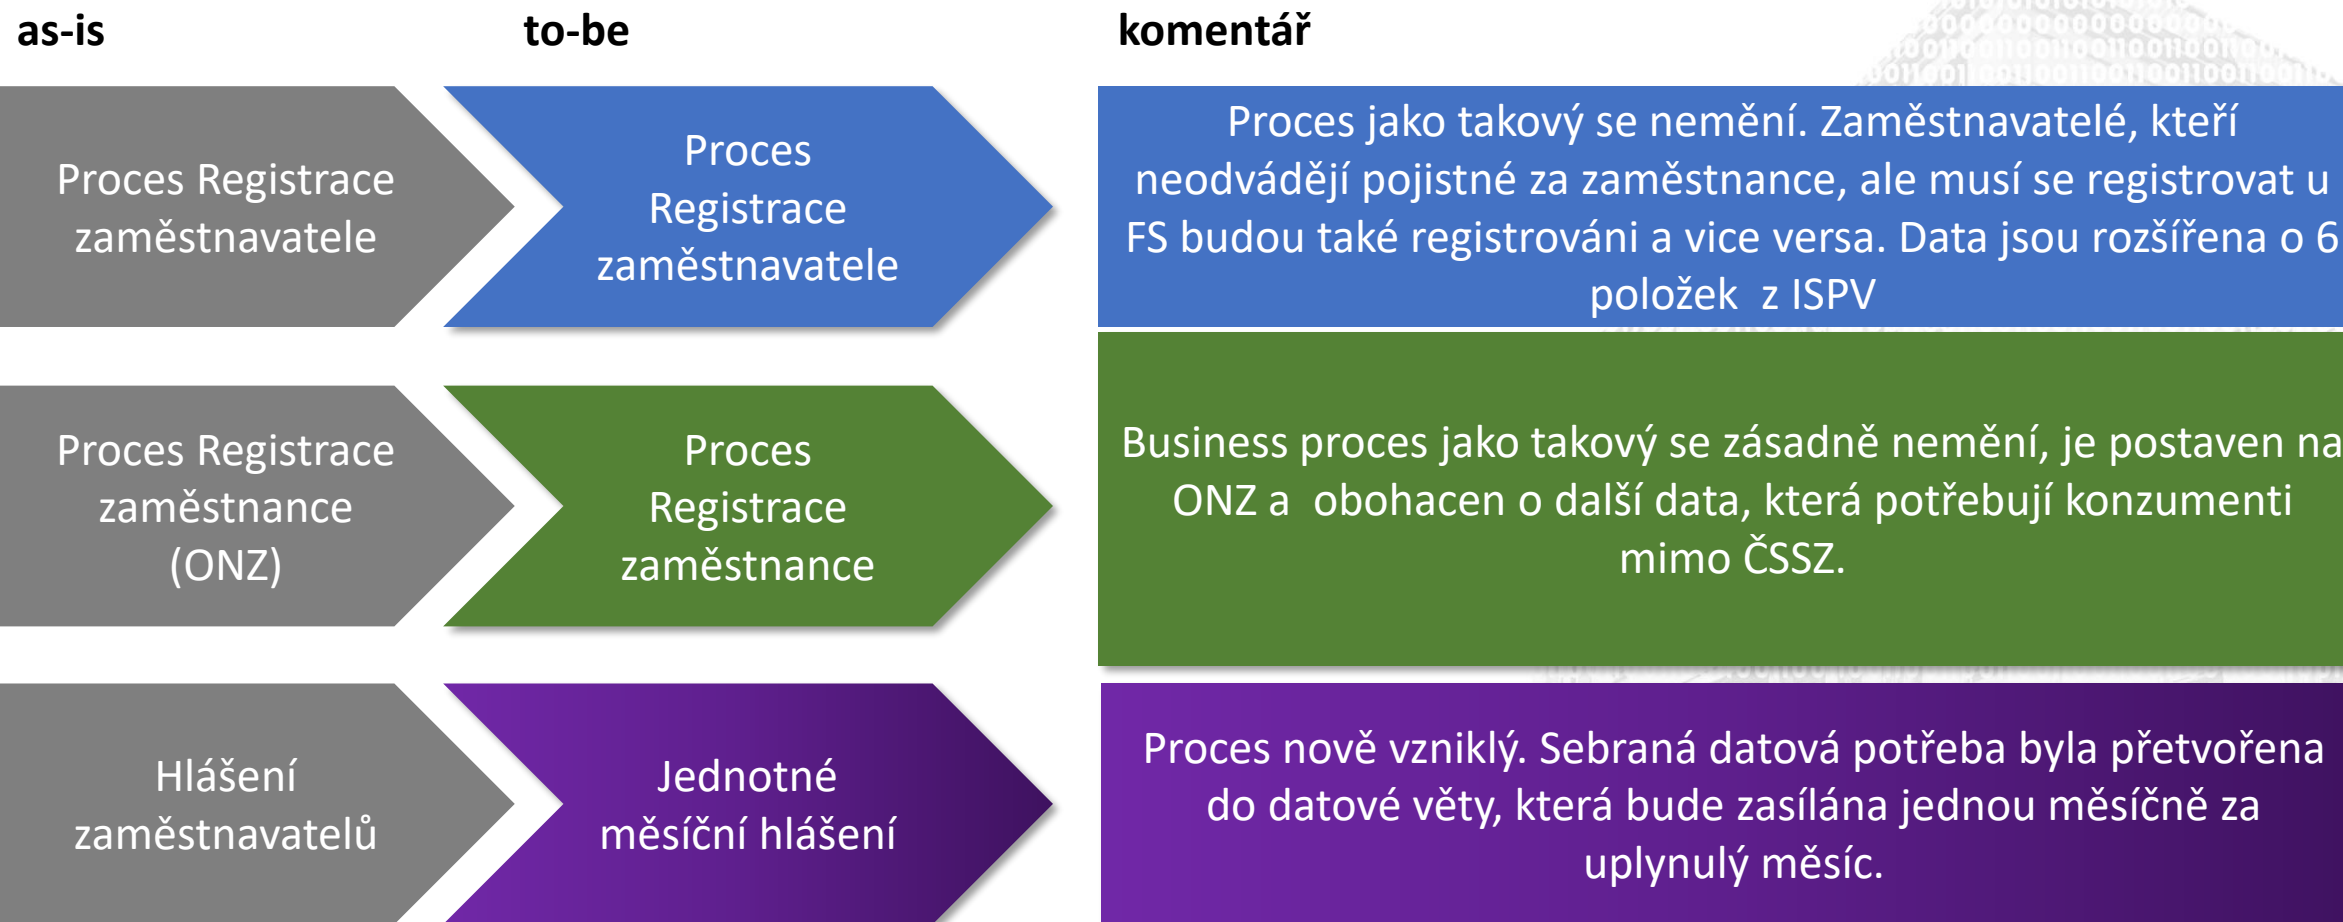 as-is
to-be
komentář
Proces Registrace
zaměstnavatele
Proces
Registrace
zaměstnavatele
Proces jako takový se nemění. Zaměstnavatelé, kteří
neodvádějí pojistné za zaměstnance, ale musí se registrovat u
FS budou také registrováni a vice versa. Data jsou rozšířena o 6
položek z ISPV
Proces Registrace
zaměstnance
(ONZ)
Proces
Registrace
zaměstnance
Business proces jako takový se zásadně nemění, je postaven na
ONZ a obohacen o další data, která potřebují konzumenti
mimo ČSSZ.
Hlášení
zaměstnavatelů
Jednotné
měsíční hlášení
Proces nově vzniklý. Sebraná datová potřeba byla přetvořena
do datové věty, která bude zasílána jednou měsíčně za
uplynulý měsíc.